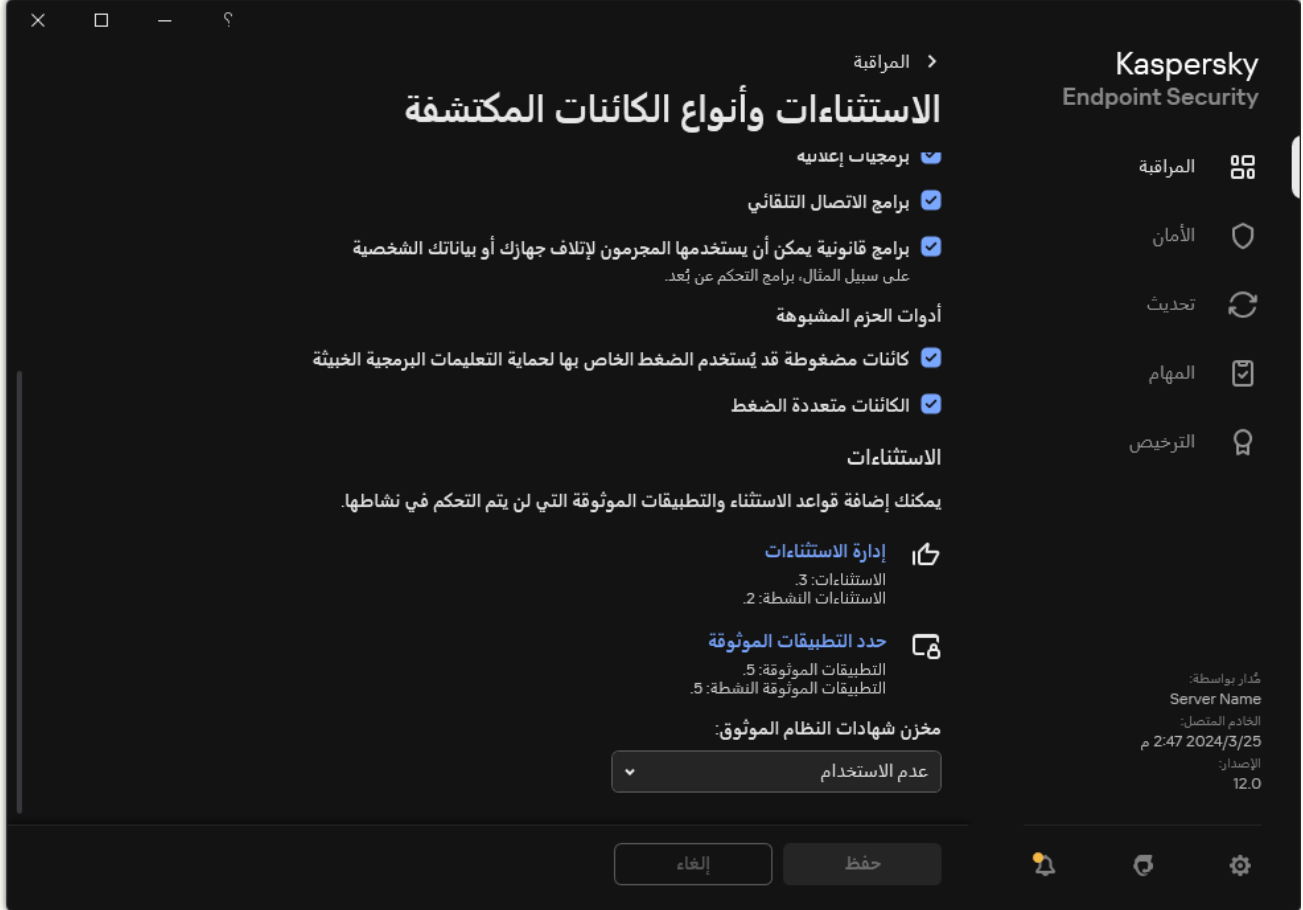 ؟
Kaspersky
Endpoint Security
المراقبة
الأمان
تحديث
المهام
الترخيص
مُدار بواسطة:
Server Name
الخادم المتصل:
2024/3/25 2:47 م
الإصدار:
12.0
المراقبة
الاستثناءات وأنواع الكائنات المكتشفة
برمجيات إعلانية
برامج الاتصال التلقائي
برامج قانونية يمكن أن يستخدمها المجرمون لإتلاف جهازك أو بياناتك الشخصية
على سبيل المثال، برامج التحكم عن بُعد.
أدوات الحزم المشبوهة
كائنات مضغوطة قد يُستخدم الضغط الخاص بها لحماية التعليمات البرمجية الخبيثة
الكائنات متعددة الضغط
الاستثناءات
يمكنك إضافة قواعد الاستثناء والتطبيقات الموثوقة التي لن يتم التحكم في نشاطها.
إدارة الاستثناءات
الاستثناءات: 3.
الاستثناءات النشطة: 2.
حدد التطبيقات الموثوقة
التطبيقات الموثوقة: 5.
التطبيقات الموثوقة النشطة: 5.
مخزن شهادات النظام الموثوق:
عدم الاستخدام
حفظ
إلغاء